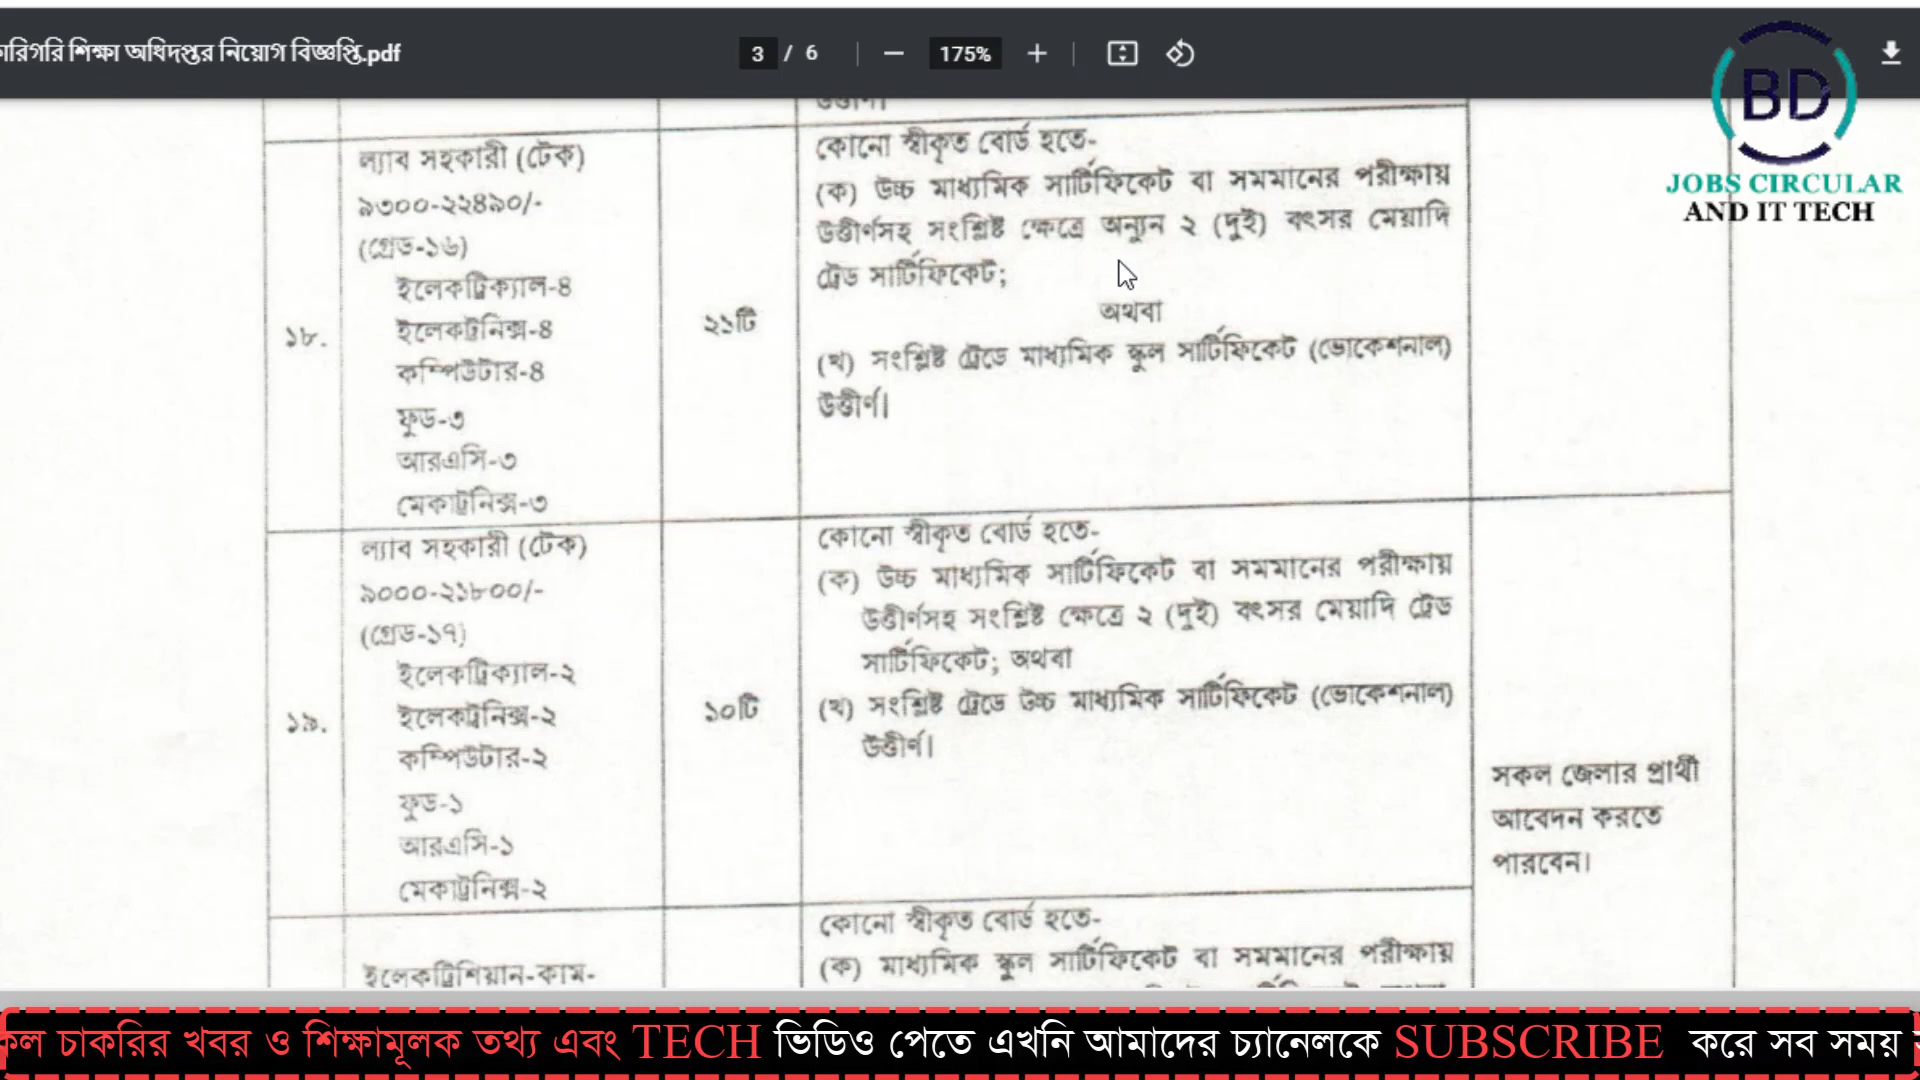 কারিগরি শিক্ষা অধিদপ্তর নিয়োগ বিজ্ঞপ্তি.pdf
3 / 6
175%
BD
JOBS CIRCULAR
AND IT TECH
উত্তীর্ণ।
১৮.
ল্যাব সহকারী (টেক)
৯৩০০-২২৪৯০/-
(গ্রেড-১৬)
ইলেকট্রিক্যাল-৪
ইলেকট্রনিক্স-৪
কম্পিউটার-৪
ফুড-৩
আরএসি-৩
মেকাট্রনিক্স-৩
২১টি
কোনো স্বীকৃত বোর্ড হতে-
(ক) উচ্চ মাধ্যমিক সার্টিফিকেট বা সমমানের পরীক্ষায়
উত্তীর্ণসহ সংশ্লিষ্ট ক্ষেত্রে অন্যুন ২ (দুই) বৎসর মেয়াদি
ট্রেড সার্টিফিকেট;
অথবা
(খ) সংশ্লিষ্ট ট্রেডে মাধ্যমিক স্কুল সার্টিফিকেট (ভোকেশনাল)
উত্তীর্ণ।
১৯.
ল্যাব সহকারী (টেক)
৯০০০-২১৮০০/-
(গ্রেড-১৭)
ইলেকট্রিক্যাল-২
ইলেকট্রনিক্স-২
কম্পিউটার-২
ফুড-১
আরএসি-১
মেকাট্রনিক্স-২
১০টি
কোনো স্বীকৃত বোর্ড হতে-
(ক) উচ্চ মাধ্যমিক সার্টিফিকেট বা সমমানের পরীক্ষায়
উত্তীর্ণসহ সংশ্লিষ্ট ক্ষেত্রে ২ (দুই) বৎসর মেয়াদি ট্রেড
সার্টিফিকেট; অথবা
(খ) সংশ্লিষ্ট ট্রেডে উচ্চ মাধ্যমিক সার্টিফিকেট (ভোকেশনাল)
উত্তীর্ণ।
সকল জেলার প্রার্থী
আবেদন করতে
পারবেন।
ইলেকট্রিশিয়ান-কাম-
কোনো স্বীকৃত বোর্ড হতে-
(ক) মাধ্যমিক স্কুল সার্টিফিকেট বা সমমানের পরীক্ষায়
চাকরির খবর ও শিক্ষামূলক তথ্য এবং TECH ভিডিও পেতে এখনি আমাদের চ্যানেলকে SUBSCRIBE করে সব সময়